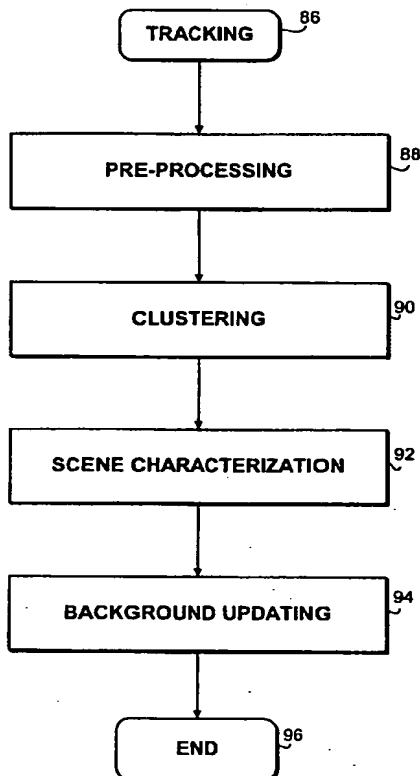 TRACKING
86
PRE-PROCESSING
88
CLUSTERING
90
SCENE CHARACTERIZATION
92
BACKGROUND UPDATING
94
END
96